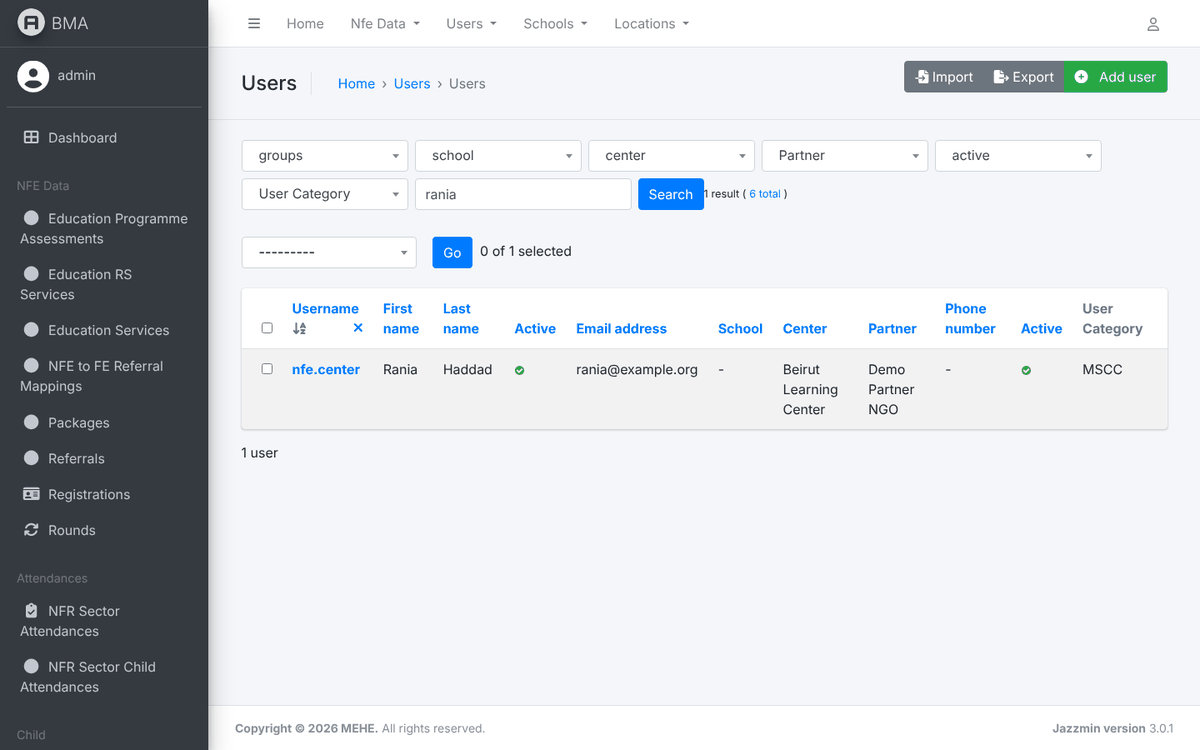 BMA
Home
Nfe Data
Users
Schools
Locations
admin
Users
Home › Users › Users
Import
Export
Add user
Dashboard
NFE Data
Education Programme
Assessments
Education RS
Services
Education Services
NFE to FE Referral
Mappings
Packages
Referrals
Registrations
Rounds
Attendances
NFR Sector
Attendances
NFR Sector Child
Attendances
Child
groups
school
center
Partner
active
User Category
rania
Search
1 result ( 6 total )
---------
Go
0 of 1 selected
Username
First
name
Last
name
Active
Email address
School
Center
Partner
Phone
number
Active
User
Category
nfe.center
Rania
Haddad
rania@example.org
-
Beirut
Learning
Center
Demo
Partner
NGO
-
MSCC
1 user
Copyright © 2026 MEHE. All rights reserved.
Jazzmin version 3.0.1